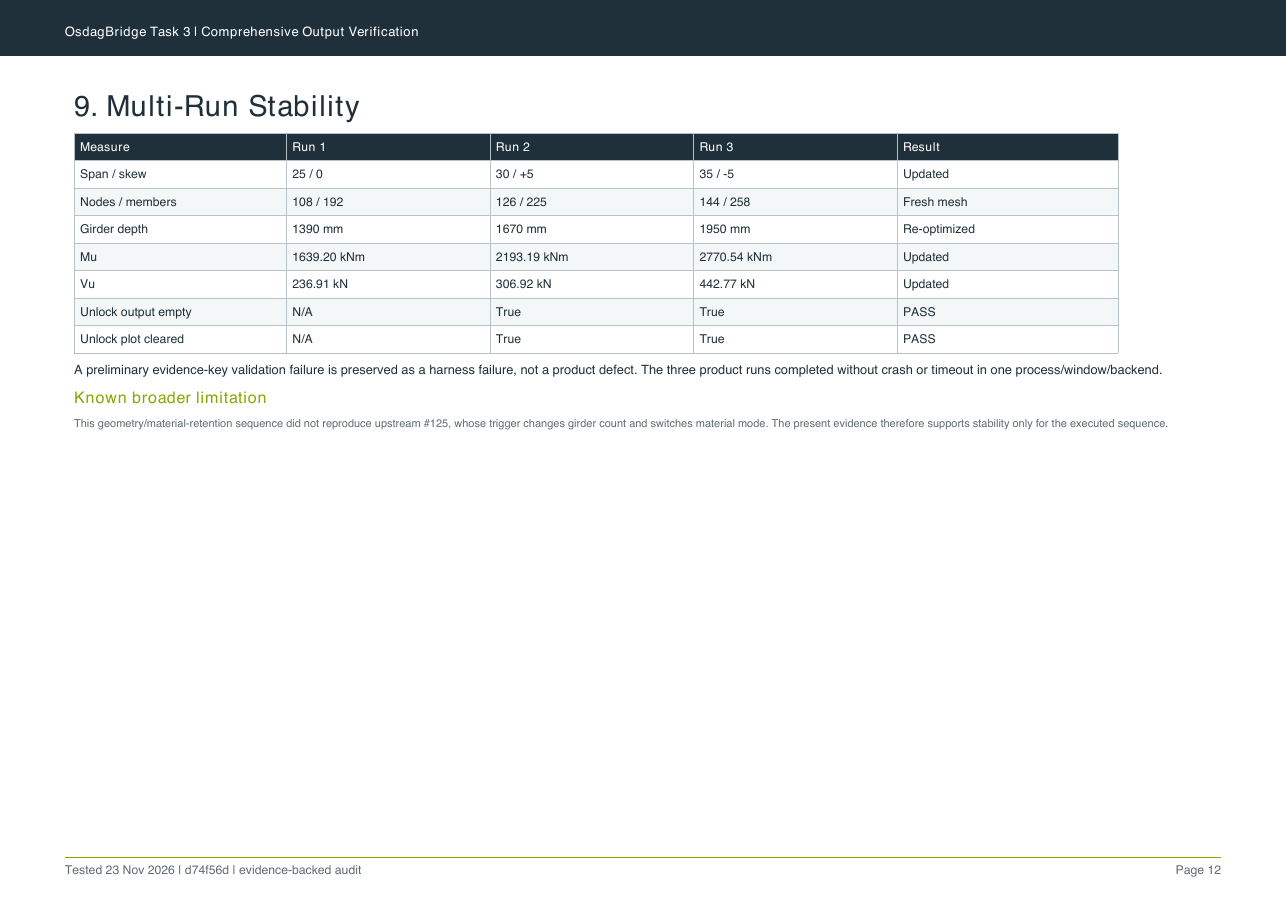 OsdagBridge Task 3 | Comprehensive Output Verification
9. Multi-Run Stability
Measure Run 1 Run 2 Run 3 Result
Span / skew 25 / 0 30 / +5 35 / -5 Updated
Nodes / members 108 / 192 126 / 225 144 / 258 Fresh mesh
Girder depth 1390 mm 1670 mm 1950 mm Re-optimized
Mu 1639.20 kNm 2193.19 kNm 2770.54 kNm Updated
Vu 236.91 kN 306.92 kN 442.77 kN Updated
Unlock output empty N/A True True PASS
Unlock plot cleared N/A True True PASS
A preliminary evidence-key validation failure is preserved as a harness failure, not a product defect. The three product runs completed without crash or timeout in one process/window/backend.
Known broader limitation
This geometry/material-retention sequence did not reproduce upstream #125, whose trigger changes girder count and switches material mode. The present evidence therefore supports stability only for the executed sequence.
Tested 23 Nov 2026 | d74f56d | evidence-backed audit
Page 12